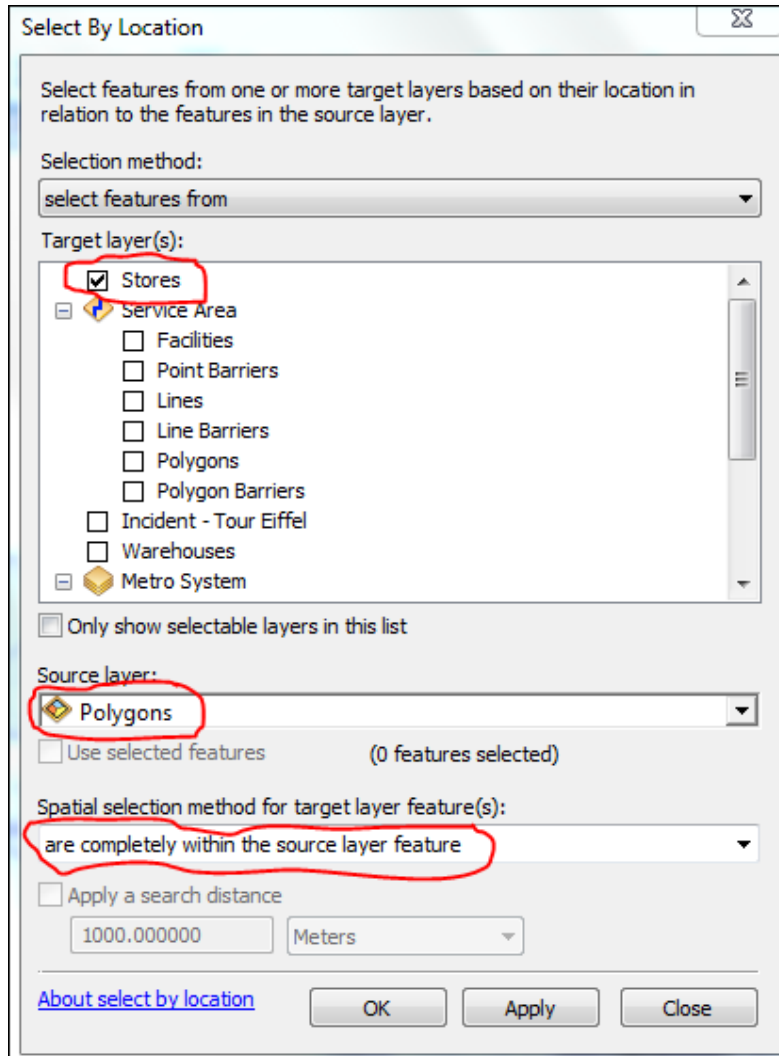 Select By Location
Select features from one or more target layers based on their location in
relation to the features in the source layer.
Selection method:
select features from
Target layer(s):
Stores
Service Area
Facilities
Point Barriers
Lines
Line Barriers
Polygons
Polygon Barriers
Incident - Tour Eiffel
Warehouses
Metro System
Only show selectable layers in this list
Source layer:
Polygons
Use selected features (0 features selected)
Spatial selection method for target layer feature(s):
are completely within the source layer feature
Apply a search distance
1000.000000 Meters
About select by location OK Apply Close